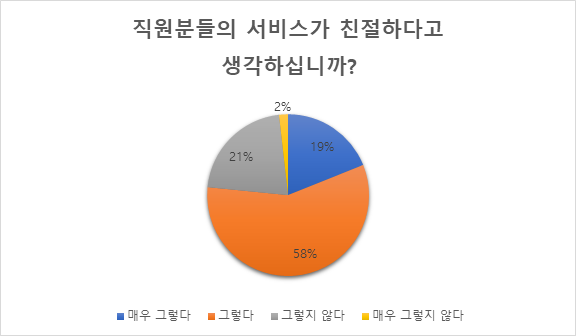 직원분들의 서비스가 친절하다고
생각하십니까?
2%
19%
21%
58%
매우 그렇다 그렇다 그렇지 않다 매우 그렇지 않다